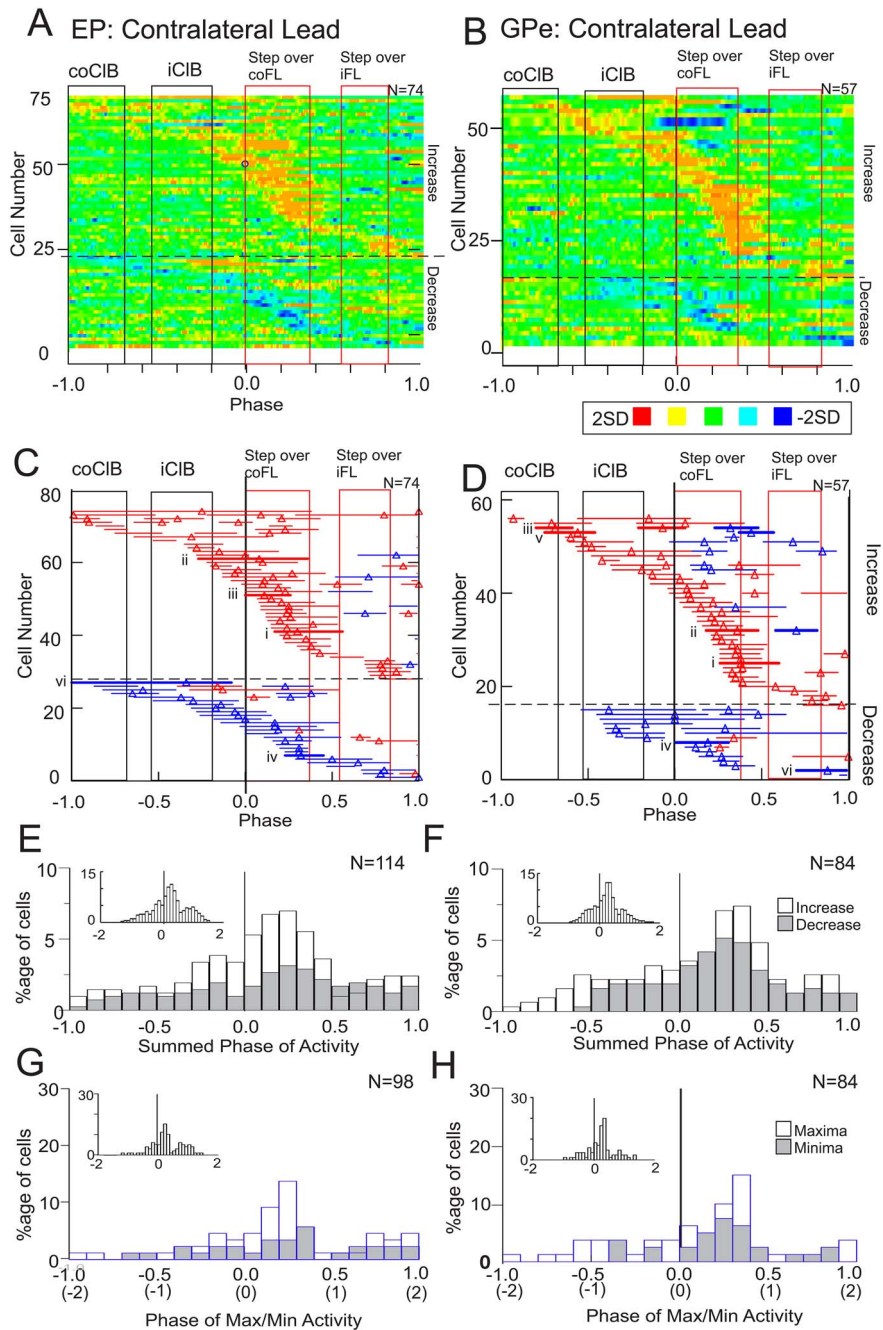 A EP: Contralateral Lead
coClB iClB Step over coFL Step over iFL
N=74
75
50
25
0
Cell Number
Increase
Decrease
-1.0 0.0 1.0
Phase
B GPe: Contralateral Lead
coClB iClB Step over coFL Step over iFL
N=57
50
25
0
Cell Number
Increase
Decrease
-1.0 0.0 1.0
Phase
2SD -2SD
C
coClB iClB Step over coFL Step over iFL
N=74
80
60
40
20
0
Cell Number
ii
iii
i
vi
iv
-1.0 -0.5 0.0 0.5 1.0
Phase
D
coClB iClB Step over coFL Step over iFL
N=57
60
40
20
0
Cell Number
iii
v
ii
i
iv
vi
Increase
Decrease
-1.0 -0.5 0.0 0.5 1.0
Phase
E
N=114
10
5
0
%age of cells
15
0
-2 0 2
-1.0 -0.5 0.0 0.5 1.0
Summed Phase of Activity
F
N=84
10
5
0
%age of cells
15
0
-2 0 2
Increase
Decrease
-1.0 -0.5 0.0 0.5 1.0
Summed Phase of Activity
G
N=98
30
20
10
0
%age of cells
30
0
-2 0 2
-1.0 -0.5 0.0 0.5 1.0
(-2) (-1) (0) (1) (2)
Phase of Max/Min Activity
H
N=84
30
20
10
0
%age of cells
30
0
-2 0 2
Maxima
Minima
-1.0 -0.5 0.0 0.5 1.0
(-2) (-1) (0) (1) (2)
Phase of Max/Min Activity